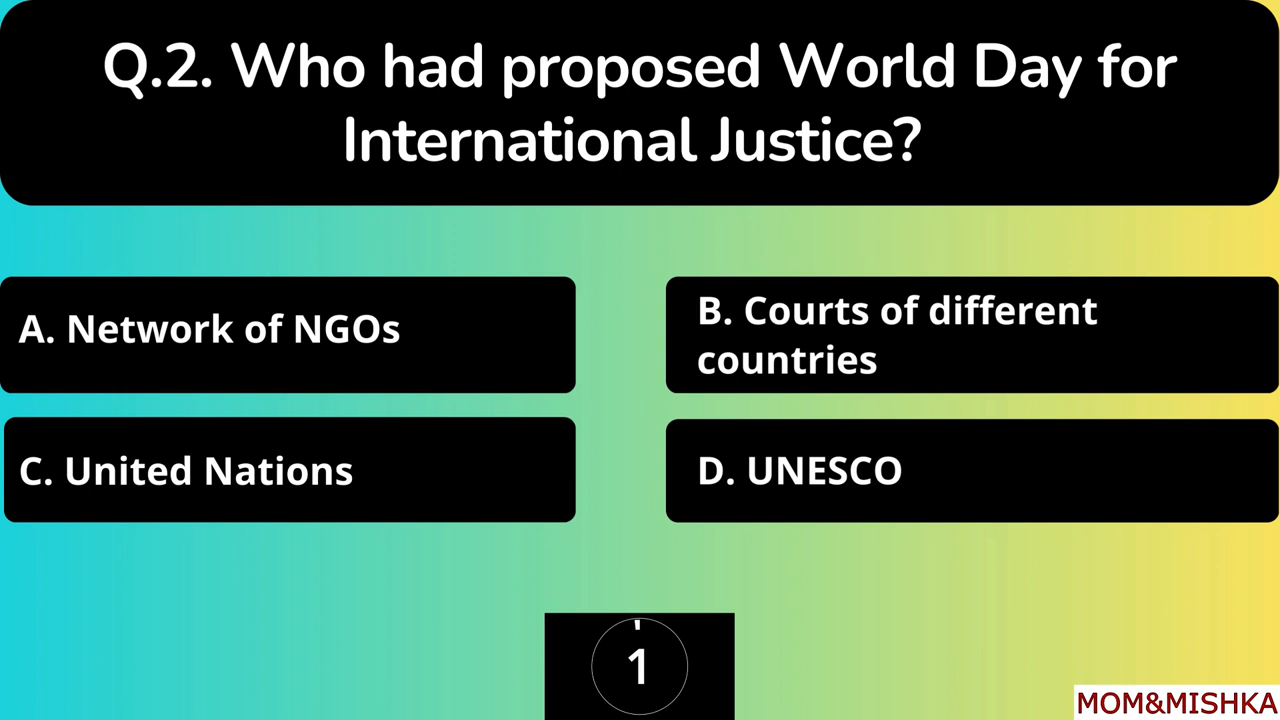 Q.2. Who had proposed World Day for
International Justice?
A. Network of NGOs
B. Courts of different
countries
C. United Nations
D. UNESCO
1
MOM&MISHKA